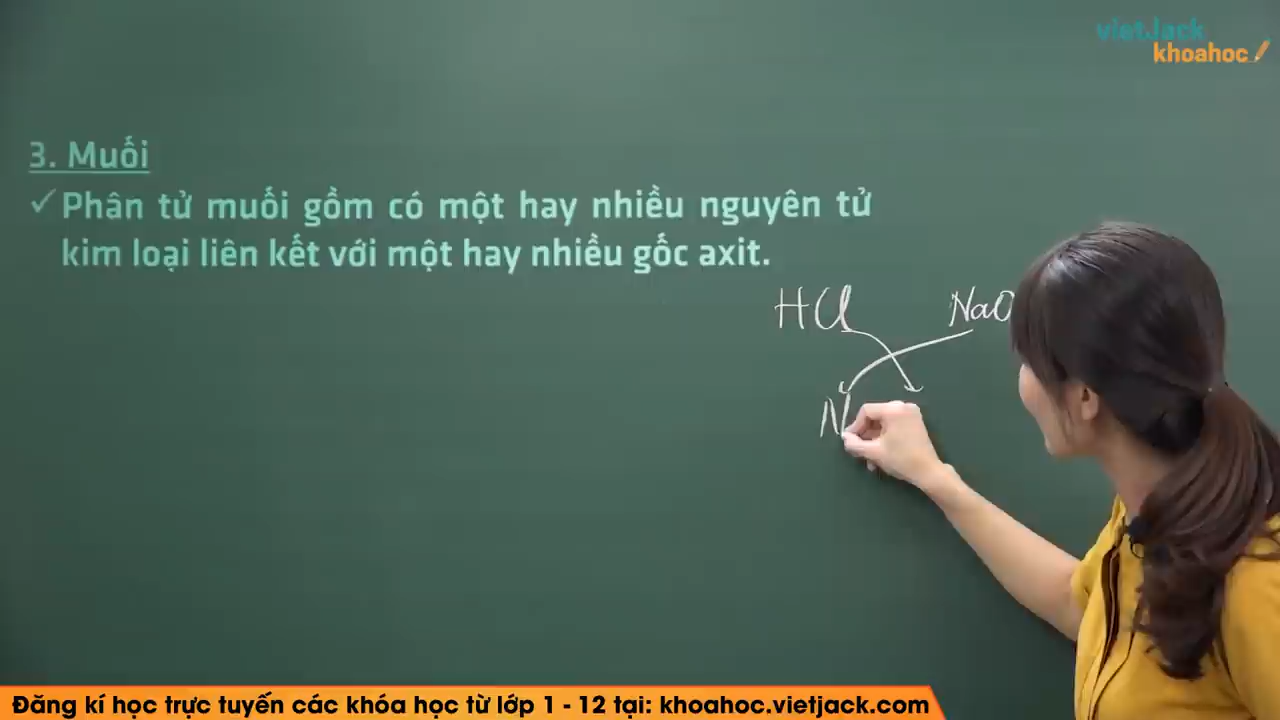 vietJack
khoahoc
3. Muối
✓ Phân tử muối gồm có một hay nhiều nguyên tử
kim loại liên kết với một hay nhiều gốc axit.
HCl NaO
N
Đăng kí học trực tuyến các khóa học từ lớp 1 - 12 tại: khoahoc.vietjack.com